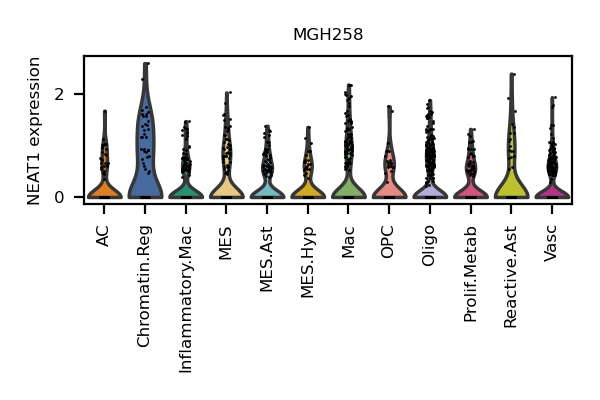 MGH258
NEAT1 expression
2
0
AC
Chromatin.Reg
Inflammatory.Mac
MES
MES.Ast
MES.Hyp
Mac
OPC
Oligo
Prolif.Metab
Reactive.Ast
Vasc